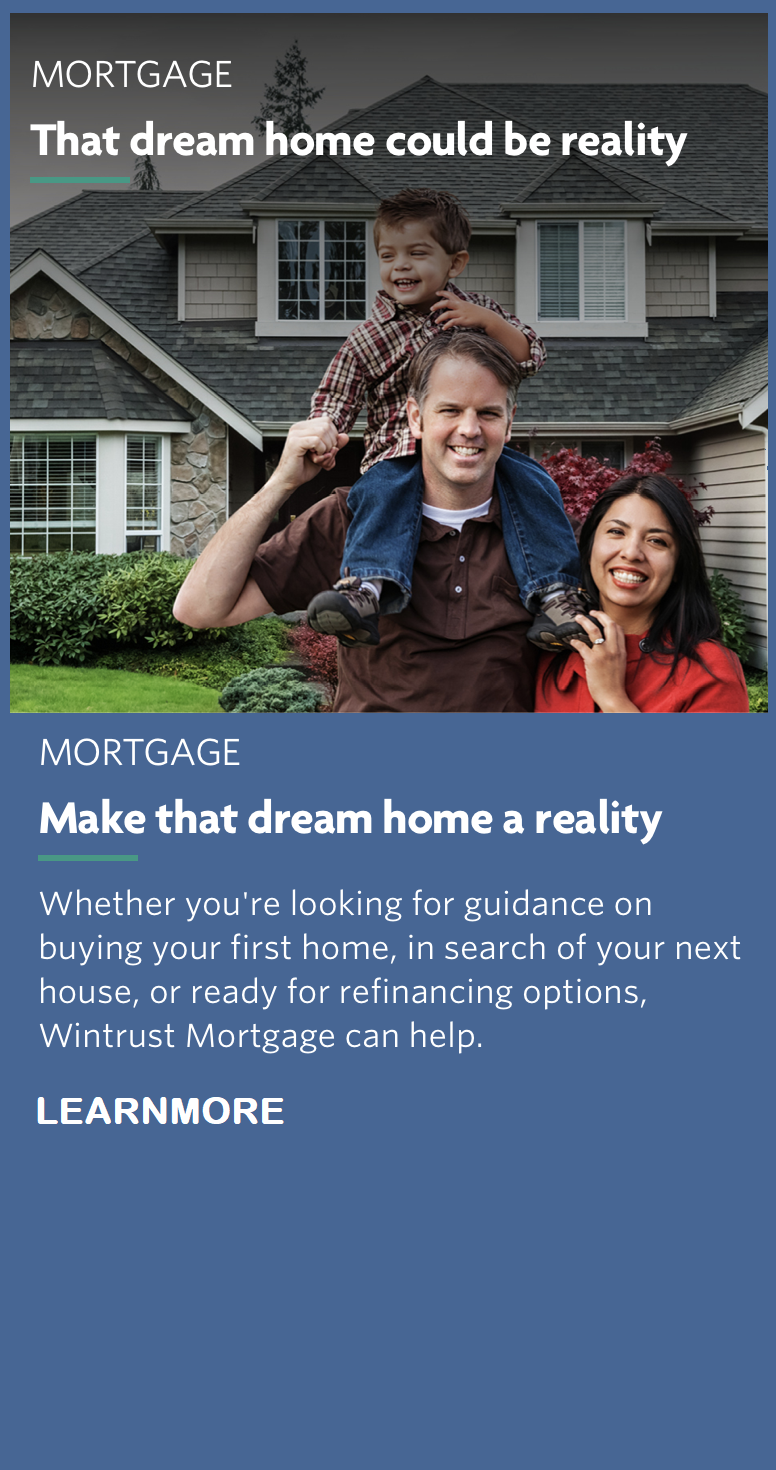 MORTGAGE
That dream home could be reality
MORTGAGE
Make that dream home a reality
Whether you're looking for guidance on
buying your first home, in search of your next
house, or ready for refinancing options,
Wintrust Mortgage can help.
LEARNMORE